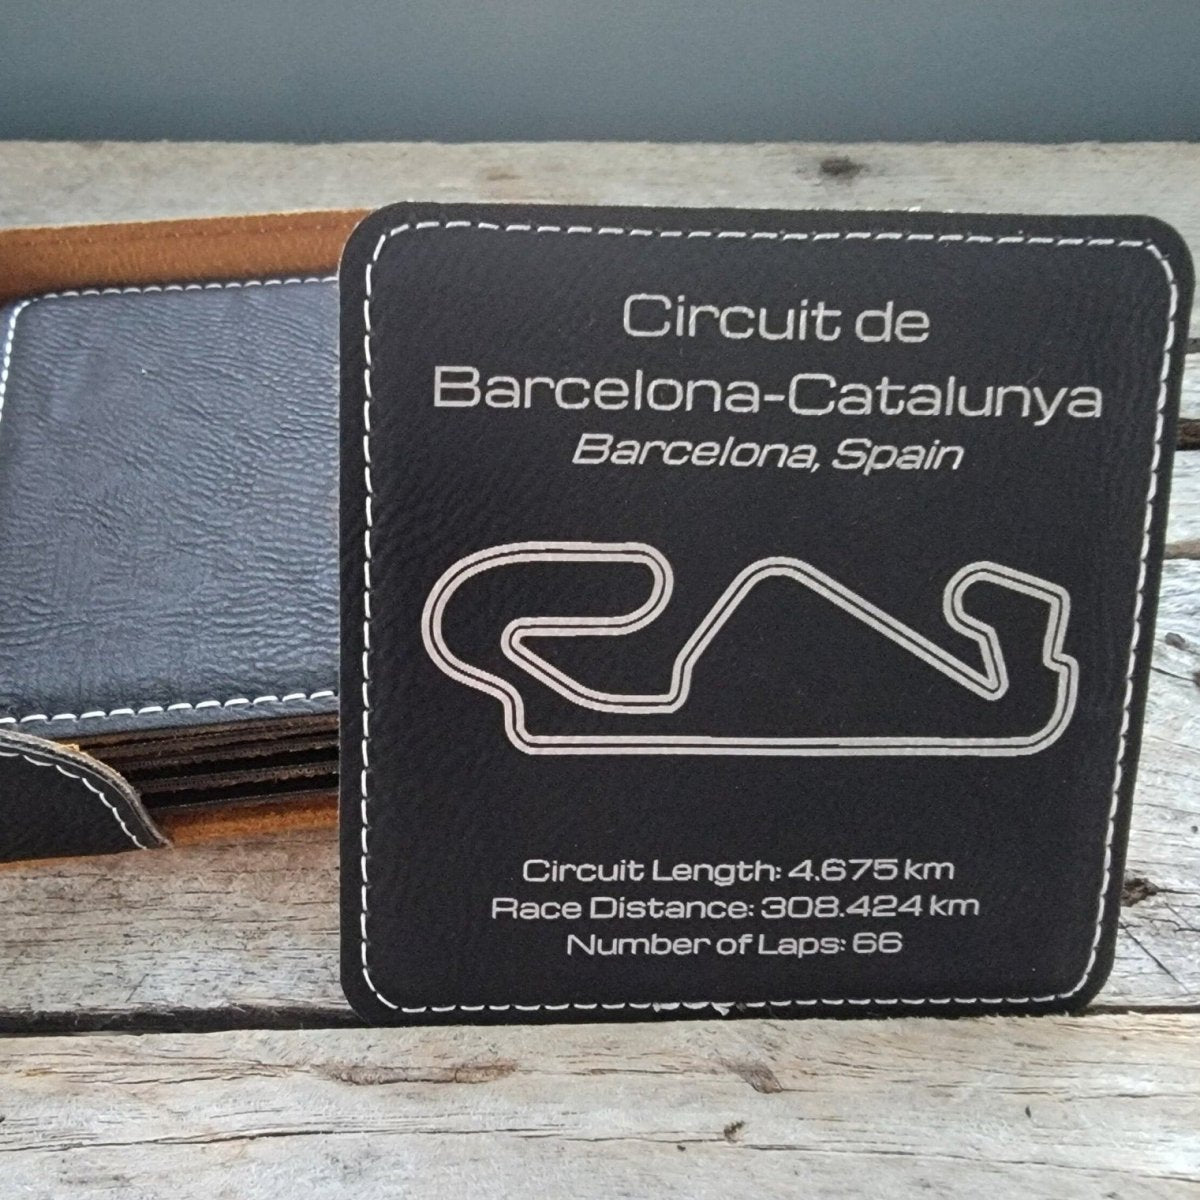 Circuit de
Barcelona-Catalunya
Barcelona, Spain
Circuit Length: 4.675 km
Race Distance: 308.424 km
Number of Laps: 66